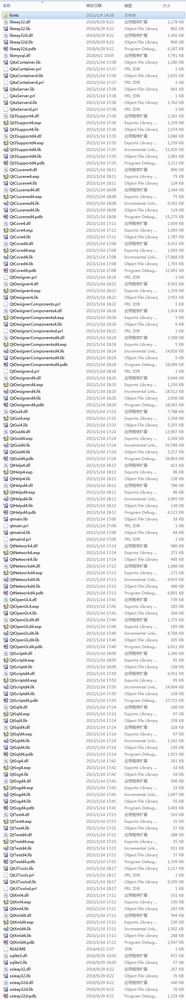 名称 修改日期 类型 大小
fonts 2023/1/9 14:38 文件夹
libeay32.dll 2019/9/29 9:22 应用程序扩展 1,178 KB
libeay32.lib 2019/9/29 9:22 Object File Library 802 KB
libeay32d.dll 2019/9/29 9:22 应用程序扩展 1,456 KB
libeay32d.lib 2019/9/29 9:22 Object File Library 806 KB
libeay32d.pdb 2019/9/29 9:22 Program Debug... 6,187 KB
libmysql.dll 2020/4/1 10:05 应用程序扩展 3,791 KB
QAxContainer.lib 2023/1/14 17:38 Object File Library 1,280 KB
QAxContainer.prl 2023/1/14 17:37 PRL 文件 1 KB
QAxContainerd.lib 2023/1/14 17:38 Object File Library 2,635 KB
QAxContainerd.prl 2023/1/14 17:37 PRL 文件 1 KB
QAxServer.lib 2023/1/14 17:38 Object File Library 841 KB
QAxServer.prl 2023/1/14 17:38 PRL 文件 1 KB
QAxServerd.lib 2023/1/14 17:38 Object File Library 1,762 KB
QAxServerd.prl 2023/1/14 17:38 PRL 文件 1 KB
Qt3Support4.dll 2023/1/14 17:36 应用程序扩展 2,262 KB
Qt3Support4.exp 2023/1/14 17:36 Exports Library ... 1,259 KB
Qt3Support4.lib 2023/1/14 17:36 Object File Library 2,074 KB
Qt3Supportd4.dll 2023/1/14 17:35 应用程序扩展 3,686 KB
Qt3Supportd4.exp 2023/1/14 17:35 Exports Library ... 1,259 KB
Qt3Supportd4.ilk 2023/1/14 17:35 Incremental Link... 11,420 KB
Qt3Supportd4.lib 2023/1/14 17:35 Object File Library 2,081 KB
Qt3Supportd4.pdb 2023/1/14 17:35 Program Debug... 3,211 KB
QtCLucene4.dll 2023/1/14 18:11 应用程序扩展 896 KB
QtCLucene4.exp 2023/1/14 18:11 Exports Library ... 75 KB
QtCLucene4.lib 2023/1/14 18:11 Object File Library 124 KB
QtCLucened4.dll 2023/1/14 18:08 应用程序扩展 2,344 KB
QtCLucened4.exp 2023/1/14 18:08 Exports Library ... 75 KB
QtCLucened4.ilk 2023/1/14 18:08 Incremental Link... 6,392 KB
QtCLucened4.lib 2023/1/14 18:08 Object File Library 124 KB
QtCLucened4.pdb 2023/1/14 18:08 Program Debug... 15,275 KB
QtCore4.dll 2023/1/14 17:11 应用程序扩展 2,459 KB
QtCore4.exp 2023/1/14 17:11 Exports Library ... 1,093 KB
QtCore4.lib 2023/1/14 17:11 Object File Library 1,787 KB
QtCored4.dll 2023/1/14 17:08 应用程序扩展 4,353 KB
QtCored4.exp 2023/1/14 17:08 Exports Library ... 1,093 KB
QtCored4.ilk 2023/1/14 17:08 Incremental Link... 17,868 KB
QtCored4.lib 2023/1/14 17:08 Object File Library 1,793 KB
QtCored4.pdb 2023/1/14 17:08 Program Debug... 12,491 KB
QtDesigner.prl 2023/1/14 18:18 PRL 文件 1 KB
QtDesigner4.dll 2023/1/14 18:22 应用程序扩展 4,503 KB
QtDesigner4.exp 2023/1/14 18:22 Exports Library ... 1,259 KB
QtDesigner4.lib 2023/1/14 18:22 Object File Library 2,051 KB
QtDesignerComponents.prl 2023/1/14 18:22 PRL 文件 1 KB
QtDesignerComponents4.dll 2023/1/14 18:26 应用程序扩展 1,814 KB
QtDesignerComponents4.exp 2023/1/14 18:26 Exports Library ... 5 KB
QtDesignerComponents4.lib 2023/1/14 18:26 Object File Library 9 KB
QtDesignerComponentsd.prl 2023/1/14 18:22 PRL 文件 1 KB
QtDesignerComponentsd4.dll 2023/1/14 18:24 应用程序扩展 3,598 KB
QtDesignerComponentsd4.exp 2023/1/14 18:24 Exports Library ... 5 KB
QtDesignerComponentsd4.ilk 2023/1/14 18:24 Incremental Link... 14,816 KB
QtDesignerComponentsd4.lib 2023/1/14 18:24 Object File Library 9 KB
QtDesignerComponentsd4.pdb 2023/1/14 18:24 Program Debug... 18,099 KB
QtDesignerd.prl 2023/1/14 18:18 PRL 文件 1 KB
QtDesignerd4.dll 2023/1/14 18:20 应用程序扩展 6,944 KB
QtDesignerd4.exp 2023/1/14 18:20 Exports Library ... 1,259 KB
QtDesignerd4.ilk 2023/1/14 18:20 Incremental Link... 18,512 KB
QtDesignerd4.lib 2023/1/14 18:20 Object File Library 2,056 KB
QtDesignerd4.pdb 2023/1/14 18:20 Program Debug... 18,043 KB
QtGui4.dll 2023/1/14 17:33 应用程序扩展 7,788 KB
QtGui4.exp 2023/1/14 17:33 Exports Library ... 3,204 KB
QtGui4.lib 2023/1/14 17:33 Object File Library 5,203 KB
QtGuid4.dll 2023/1/14 17:24 应用程序扩展 13,907 KB
QtGuid4.exp 2023/1/14 17:24 Exports Library ... 3,204 KB
QtGuid4.ilk 2023/1/14 17:24 Incremental Link... 53,599 KB
QtGuid4.lib 2023/1/14 17:24 Object File Library 5,217 KB
QtGuid4.pdb 2023/1/14 17:24 Program Debug... 39,803 KB
QtHelp4.dll 2023/1/14 18:13 应用程序扩展 411 KB
QtHelp4.exp 2023/1/14 18:13 Exports Library ... 86 KB
QtHelp4.lib 2023/1/14 18:13 Object File Library 138 KB
QtHelpd4.dll 2023/1/14 18:12 应用程序扩展 786 KB
QtHelpd4.exp 2023/1/14 18:12 Exports Library ... 86 KB
QtHelpd4.ilk 2023/1/14 18:12 Incremental Link... 3,965 KB
QtHelpd4.lib 2023/1/14 18:12 Object File Library 138 KB
QtHelpd4.pdb 2023/1/14 18:12 Program Debug... 4,123 KB
qtmain.lib 2023/1/14 17:06 Object File Library 18 KB
qtmain.prl 2023/1/14 17:06 PRL 文件 1 KB
qtmaind.lib 2023/1/14 17:06 Object File Library 64 KB
qtmaind.prl 2023/1/14 17:06 PRL 文件 1 KB
QtNetwork4.dll 2023/1/14 17:14 应用程序扩展 980 KB
QtNetwork4.exp 2023/1/14 17:14 Exports Library ... 271 KB
QtNetwork4.lib 2023/1/14 17:14 Object File Library 445 KB
QtNetworkd4.dll 2023/1/14 17:13 应用程序扩展 1,688 KB
QtNetworkd4.exp 2023/1/14 17:13 Exports Library ... 271 KB
QtNetworkd4.ilk 2023/1/14 17:13 Incremental Link... 4,935 KB
QtNetworkd4.lib 2023/1/14 17:13 Object File Library 446 KB
QtNetworkd4.pdb 2023/1/14 17:13 Program Debug... 6,891 KB
QtOpenGL4.dll 2023/1/14 17:41 应用程序扩展 739 KB
QtOpenGL4.exp 2023/1/14 17:41 Exports Library ... 185 KB
QtOpenGL4.lib 2023/1/14 17:41 Object File Library 304 KB
QtOpenGLd4.dll 2023/1/14 17:40 应用程序扩展 1,375 KB
QtOpenGLd4.exp 2023/1/14 17:40 Exports Library ... 185 KB
QtOpenGLd4.ilk 2023/1/14 17:40 Incremental Link... 4,768 KB
QtOpenGLd4.lib 2023/1/14 17:40 Object File Library 305 KB
QtOpenGLd4.pdb 2023/1/14 17:40 Program Debug... 6,611 KB
QtScript4.dll 2023/1/14 18:00 应用程序扩展 1,260 KB
QtScript4.exp 2023/1/14 18:00 Exports Library ... 95 KB
QtScript4.lib 2023/1/14 18:00 Object File Library 158 KB
QtScriptd4.dll 2023/1/14 17:50 应用程序扩展 6,051 KB
QtScriptd4.exp 2023/1/14 17:50 Exports Library ... 95 KB
QtScriptd4.ilk 2023/1/14 17:50 Incremental Link... 14,904 KB
QtScriptd4.lib 2023/1/14 17:50 Object File Library 158 KB
QtScriptd4.pdb 2023/1/14 17:50 Program Debug... 17,715 KB
QtSql4.dll 2023/1/14 17:14 应用程序扩展 188 KB
QtSql4.exp 2023/1/14 17:14 Exports Library ... 97 KB
QtSql4.lib 2023/1/14 17:14 Object File Library 159 KB
QtSqld4.dll 2023/1/14 17:14 应用程序扩展 328 KB
QtSqld4.exp 2023/1/14 17:14 Exports Library ... 97 KB
QtSqld4.ilk 2023/1/14 17:14 Incremental Link... 1,342 KB
QtSqld4.lib 2023/1/14 17:14 Object File Library 159 KB
QtSqld4.pdb 2023/1/14 17:14 Program Debug... 1,915 KB
QtSvg4.dll 2023/1/14 17:42 应用程序扩展 261 KB
QtSvg4.exp 2023/1/14 17:42 Exports Library ... 33 KB
QtSvg4.lib 2023/1/14 17:42 Object File Library 54 KB
QtSvgd4.dll 2023/1/14 17:41 应用程序扩展 506 KB
QtSvgd4.exp 2023/1/14 17:41 Exports Library ... 33 KB
QtSvgd4.ilk 2023/1/14 17:41 Incremental Link... 2,697 KB
QtSvgd4.lib 2023/1/14 17:41 Object File Library 55 KB
QtSvgd4.pdb 2023/1/14 17:41 Program Debug... 3,403 KB
QtTest4.dll 2023/1/14 17:15 应用程序扩展 103 KB
QtTest4.exp 2023/1/14 17:15 Exports Library ... 35 KB
QtTest4.lib 2023/1/14 17:15 Object File Library 57 KB
QtTestd4.dll 2023/1/14 17:15 应用程序扩展 188 KB
QtTestd4.exp 2023/1/14 17:15 Exports Library ... 35 KB
QtTestd4.ilk 2023/1/14 17:15 Incremental Link... 931 KB
QtTestd4.lib 2023/1/14 17:15 Object File Library 57 KB
QtTestd4.pdb 2023/1/14 17:15 Program Debug... 1,339 KB
QtUiTools.lib 2023/1/14 18:17 Object File Library 3,217 KB
QtUiTools.prl 2023/1/14 18:17 PRL 文件 1 KB
QtUiToolsd.lib 2023/1/14 18:17 Object File Library 6,195 KB
QtUiToolsd.prl 2023/1/14 18:17 PRL 文件 1 KB
QtXml4.dll 2023/1/14 17:11 应用程序扩展 331 KB
QtXml4.exp 2023/1/14 17:11 Exports Library ... 150 KB
QtXml4.lib 2023/1/14 17:11 Object File Library 247 KB
QtXmld4.dll 2023/1/14 17:11 应用程序扩展 594 KB
QtXmld4.exp 2023/1/14 17:11 Exports Library ... 150 KB
QtXmld4.ilk 2023/1/14 17:11 Incremental Link... 1,502 KB
QtXmld4.lib 2023/1/14 17:11 Object File Library 248 KB
QtXmld4.pdb 2023/1/14 17:11 Program Debug... 2,547 KB
README 2014/4/11 2:37 文件 1 KB
sqlite3.dll 2016/9/29 10:30 应用程序扩展 972 KB
sqlite3.lib 2016/9/29 10:30 Object File Library 57 KB
ssleay32.dll 2019/9/29 9:22 应用程序扩展 267 KB
ssleay32.lib 2019/9/29 9:22 Object File Library 76 KB
ssleay32d.dll 2019/9/29 9:22 应用程序扩展 340 KB
ssleay32d.lib 2019/9/29 9:22 Object File Library 76 KB
ssleay32d.pdb 2019/9/29 9:22 Program Debug... 1,219 KB